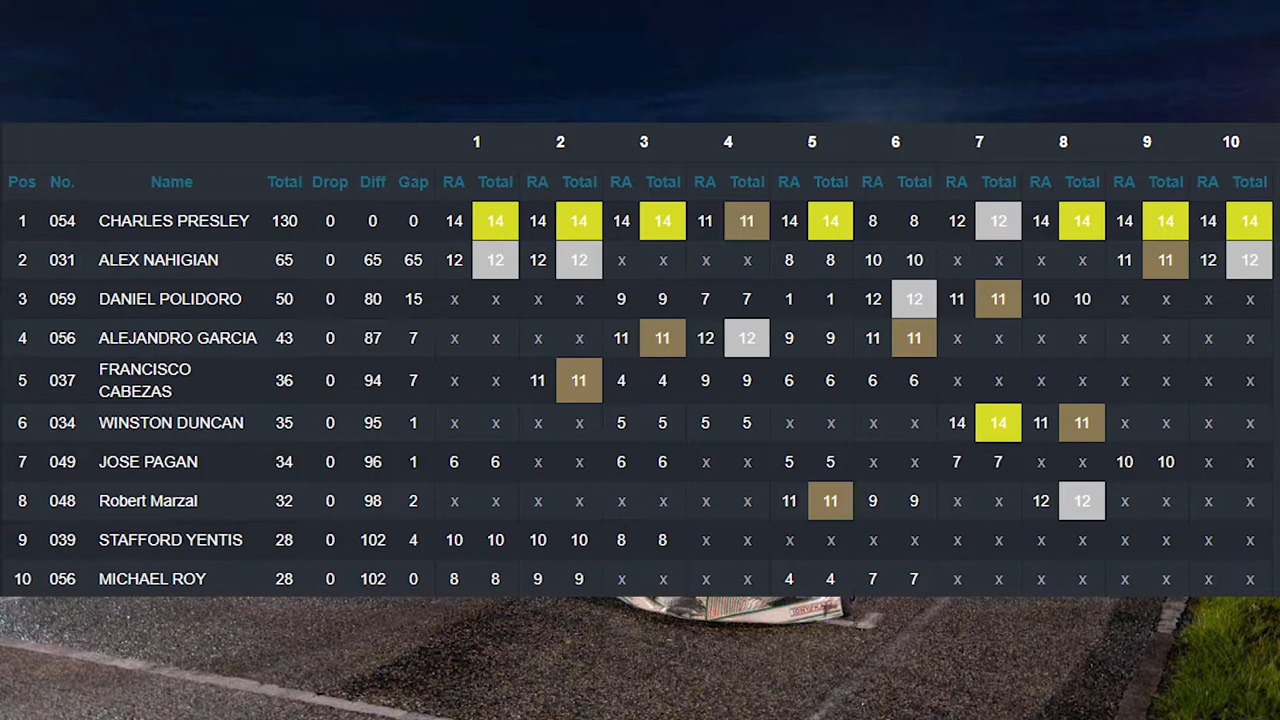 1 2 3 4 5 6 7 8 9 10
Pos No. Name Total Drop Diff Gap RA Total RA Total RA Total RA Total RA Total RA Total RA Total RA Total RA Total RA Total
1 054 CHARLES PRESLEY 130 0 0 0 14 14 14 14 14 14 11 11 14 14 8 8 12 12 14 14 14 14 14 14
2 031 ALEX NAHIGIAN 65 0 65 65 12 12 12 12 x x x x 8 8 10 10 x x x x 11 11 12 12
3 059 DANIEL POLIDORO 50 0 80 15 x x x x 9 9 7 7 1 1 12 12 11 11 10 10 x x x x
4 056 ALEJANDRO GARCIA 43 0 87 7 x x x x 11 11 12 12 9 9 11 11 x x x x x x x x
5 037 FRANCISCO CABEZAS 36 0 94 7 x x 11 11 4 4 9 9 6 6 6 6 x x x x x x x x
6 034 WINSTON DUNCAN 35 0 95 1 x x x x 5 5 5 5 x x x x 14 14 11 11 x x x x
7 049 JOSE PAGAN 34 0 96 1 6 6 x x 6 6 x x 5 5 x x 7 7 x x 10 10 x x
8 048 Robert Marzal 32 0 98 2 x x x x x x x x 11 11 9 9 x x 12 12 x x x x
9 039 STAFFORD YENTIS 28 0 102 4 10 10 10 10 8 8 x x x x x x x x x x x x x x
10 056 MICHAEL ROY 28 0 102 0 8 8 9 9 x x x x 4 4 7 7 x x x x x x x x